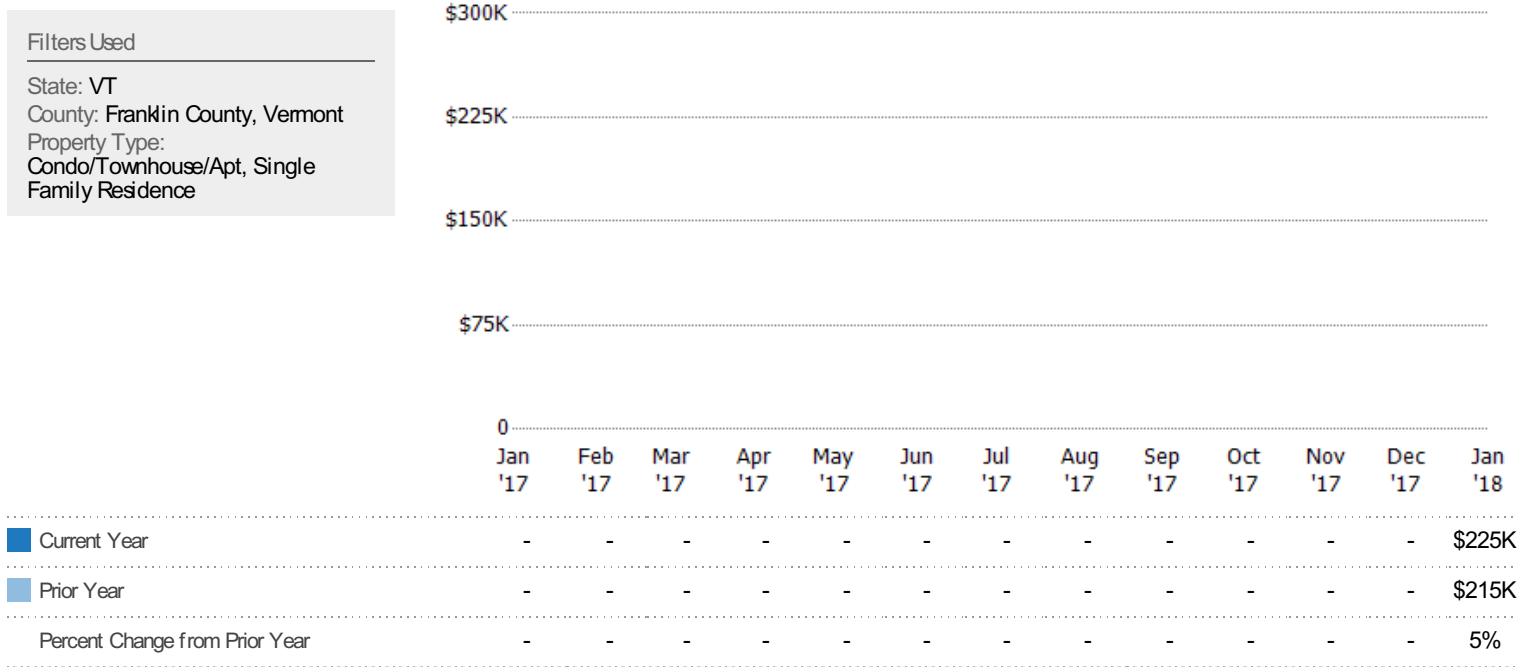 Filters Used
State: VT
County: Franklin County, Vermont
Property Type:
Condo/Townhouse/Apt, Single
Family Residence
$300K
$225K
$150K
$75K
0
Jan Feb Mar Apr May Jun Jul Aug Sep Oct Nov Dec Jan
'17 '17 '17 '17 '17 '17 '17 '17 '17 '17 '17 '17 '18
Current Year - - - - - - - - - - - - $225K
Prior Year - - - - - - - - - - - - $215K
Percent Change from Prior Year - - - - - - - - - - - - 5%